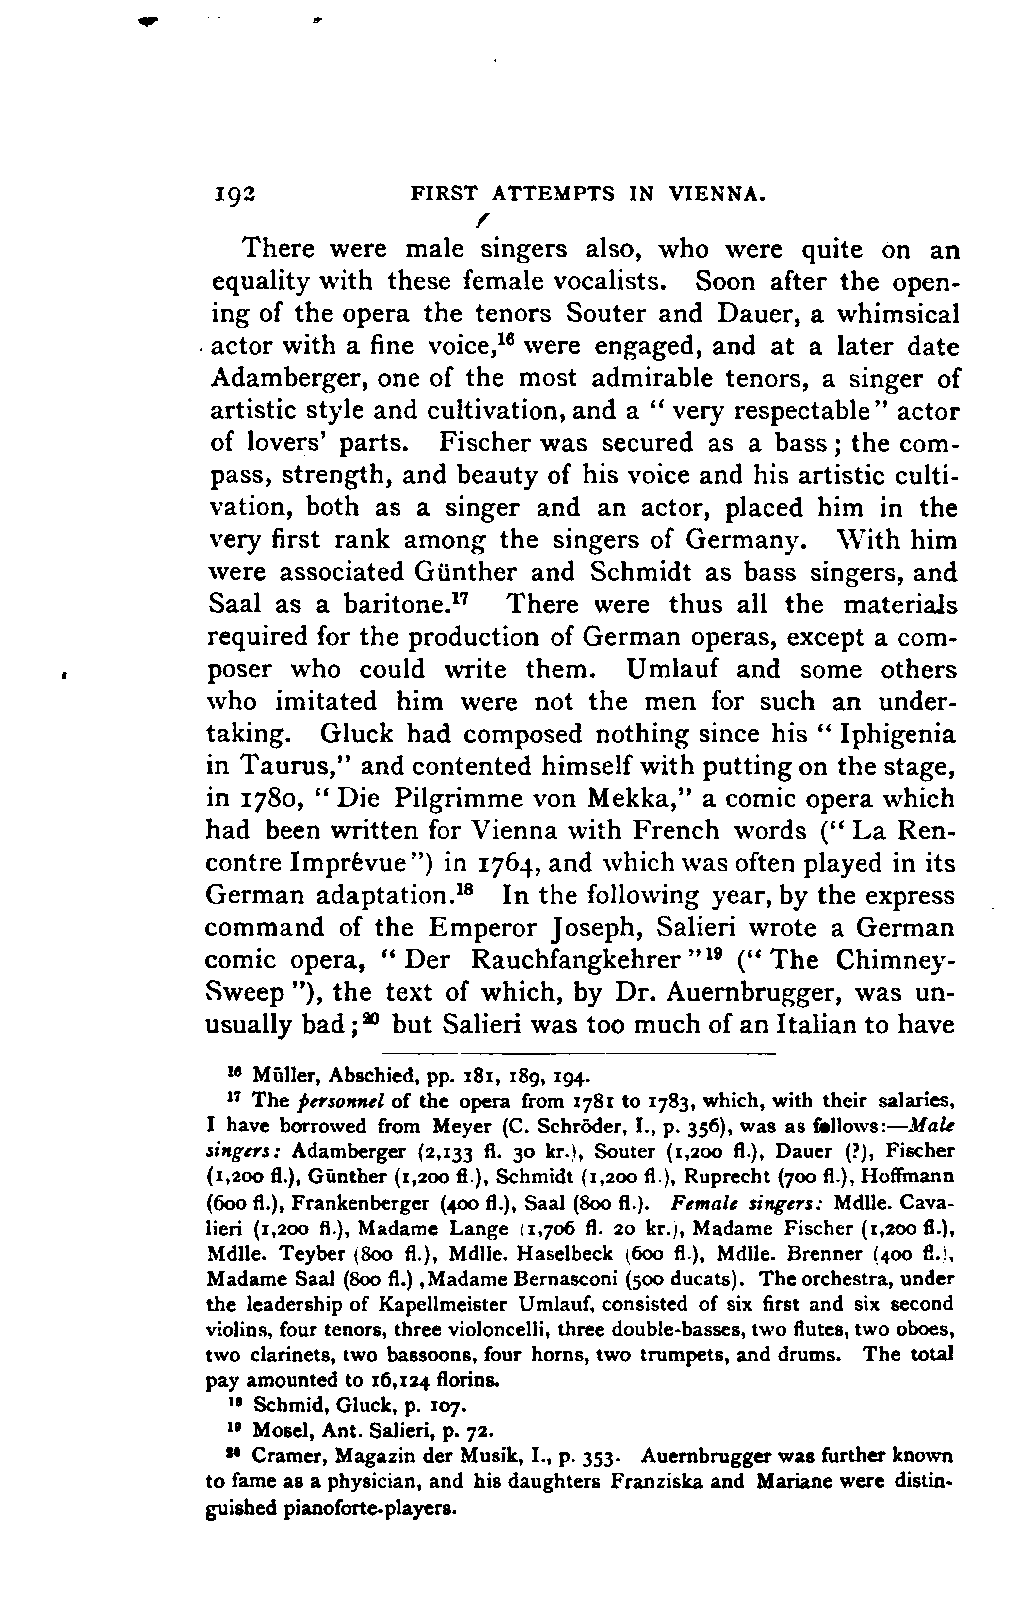 192 FIRST ATTEMPTS IN VIENNA.
There were male singers also, who were quite on an
equality with these female vocalists. Soon after the open-
ing of the opera the tenors Souter and Dauer, a whimsical
actor with a fine voice,¹⁶ were engaged, and at a later date
Adamberger, one of the most admirable tenors, a singer of
artistic style and cultivation, and a “ very respectable” actor
of lovers’ parts. Fischer was secured as a bass ; the com-
pass, strength, and beauty of his voice and his artistic culti-
vation, both as a singer and an actor, placed him in the
very first rank among the singers of Germany. With him
were associated Günther and Schmidt as bass singers, and
Saal as a baritone.¹⁷ There were thus all the materials
required for the production of German operas, except a com-
poser who could write them. Umlauf and some others
who imitated him were not the men for such an under-
taking. Gluck had composed nothing since his “ Iphigenia
in Taurus,” and contented himself with putting on the stage,
in 1780, “ Die Pilgrimme von Mekka,” a comic opera which
had been written for Vienna with French words (“ La Ren-
contre Imprévue”) in 1764, and which was often played in its
German adaptation.¹⁸ In the following year, by the express
command of the Emperor Joseph, Salieri wrote a German
comic opera, “ Der Rauchfangkehrer ”¹⁹ (“ The Chimney-
Sweep ”), the text of which, by Dr. Auernbrugger, was un-
usually bad ;²⁰ but Salieri was too much of an Italian to have
¹⁶ Müller, Abschied, pp. 181, 189, 194.
¹⁷ The personnel of the opera from 1781 to 1783, which, with their salaries,
I have borrowed from Meyer (C. Schröder, I., p. 356), was as follows:—Male
singers: Adamberger (2,133 fl. 30 kr.), Souter (1,200 fl.), Dauer (?), Fischer
(1,200 fl.), Günther (1,200 fl.), Schmidt (1,200 fl.), Ruprecht (700 fl.), Hoffmann
(600 fl.), Frankenberger (400 fl.), Saal (800 fl.). Female singers: Mdlle. Cava-
lieri (1,200 fl.), Madame Lange (1,706 fl. 20 kr.), Madame Fischer (1,200 fl.),
Mdlle. Teyber (800 fl.), Mdlle. Haselbeck (600 fl.), Mdlle. Brenner (400 fl.),
Madame Saal (800 fl.) ,Madame Bernasconi (500 ducats). The orchestra, under
the leadership of Kapellmeister Umlauf, consisted of six first and six second
violins, four tenors, three violoncelli, three double-basses, two flutes, two oboes,
two clarinets, two bassoons, four horns, two trumpets, and drums. The total
pay amounted to 16,124 florins.
¹⁸ Schmid, Gluck, p. 107.
¹⁹ Mosel, Ant. Salieri, p. 72.
²⁰ Cramer, Magazin der Musik, I., p. 353. Auernbrugger was further known
to fame as a physician, and his daughters Franziska and Mariane were distin-
guished pianoforte-players.